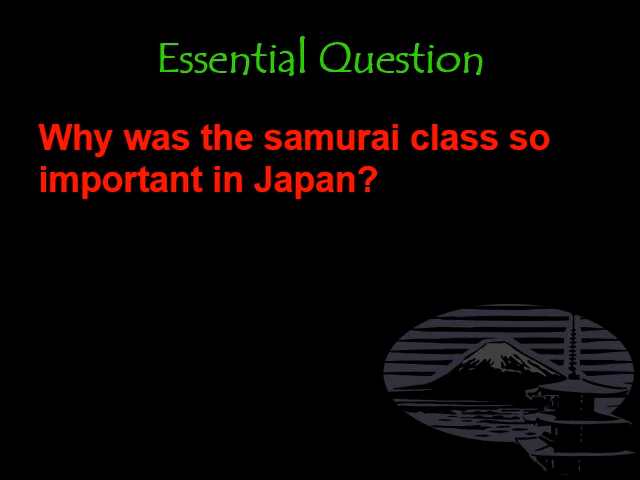 Essential Question
Why was the samurai class so
important in Japan?